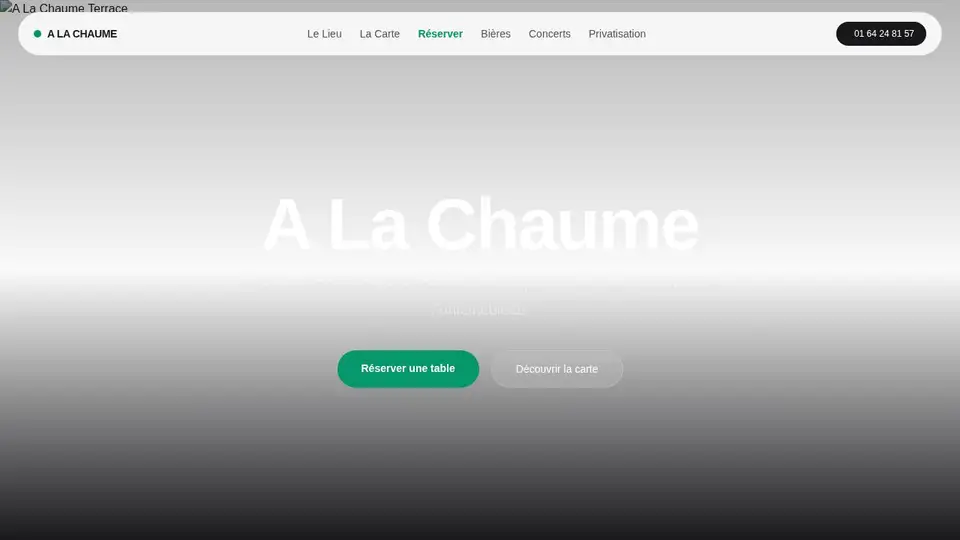 A La Chaume Terrace
A LA CHAUME
Le Lieu
La Carte
Réserver
Bières
Concerts
Privatisation
01 64 24 81 57
A La Chaume
Réserver une table
Découvrir la carte